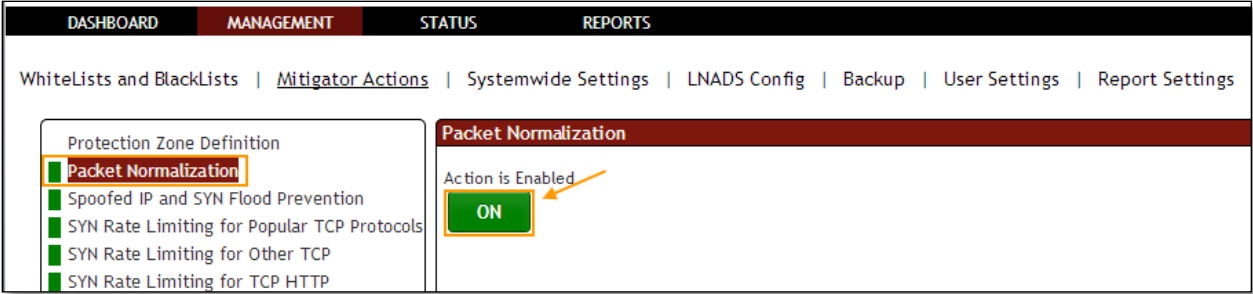 DASHBOARD MANAGEMENT STATUS REPORTS
WhiteLists and BlackLists | Mitigator Actions | Systemwide Settings | LNADS Config | Backup | User Settings | Report Settings
Protection Zone Definition
Packet Normalization
Spoofed IP and SYN Flood Prevention
SYN Rate Limiting for Popular TCP Protocols
SYN Rate Limiting for Other TCP
SYN Rate Limiting for TCP HTTP
Packet Normalization
Action is Enabled
ON